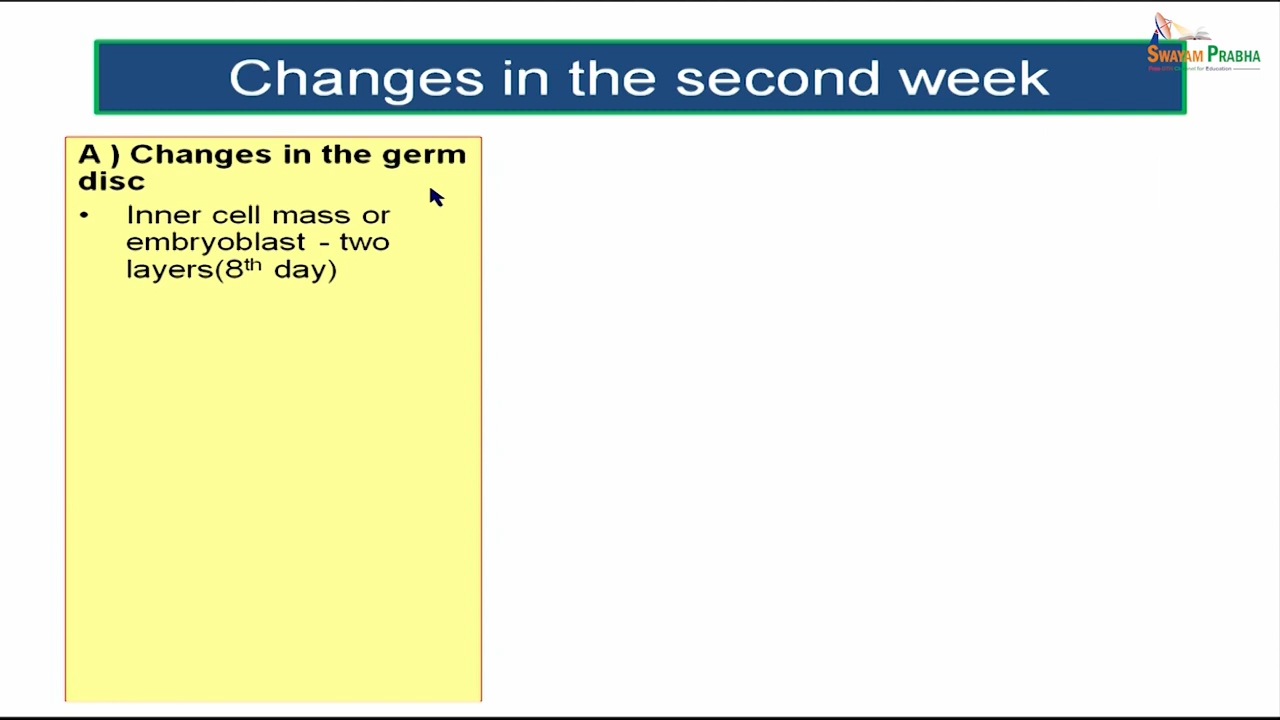 SWAYAM PRABHA
Changes in the second week
A ) Changes in the germ
disc
• Inner cell mass or
embryoblast - two
layers(8th day)